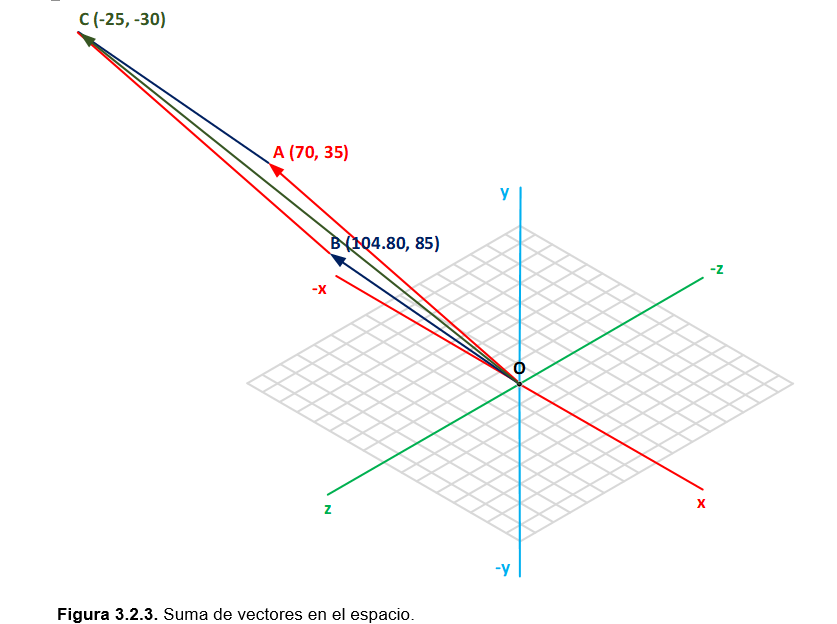 C (-25, -30)
A (70, 35)
y
B (104.80, 85)
-z
-x
O
z
x
-y
Figura 3.2.3. Suma de vectores en el espacio.